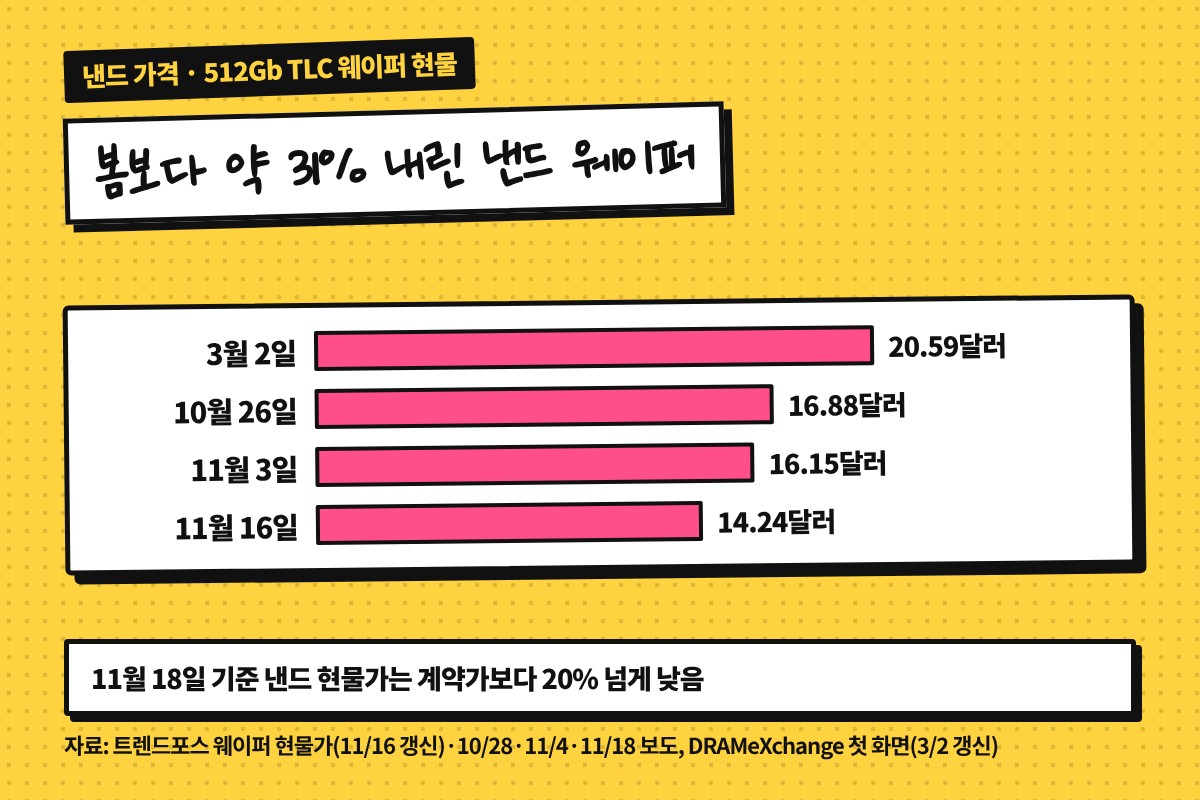 낸드 가격 · 512Gb TLC 웨이퍼 현물
봄보다 약 31% 내린 낸드 웨이퍼
3월 2일 20.59달러
10월 26일 16.88달러
11월 3일 16.15달러
11월 16일 14.24달러
11월 18일 기준 낸드 현물가는 계약가보다 20% 넘게 낮음
자료: 트렌드포스 웨이퍼 현물가(11/16 갱신)·10/28·11/4·11/18 보도, DRAMeXchange 첫 화면(3/2 갱신)